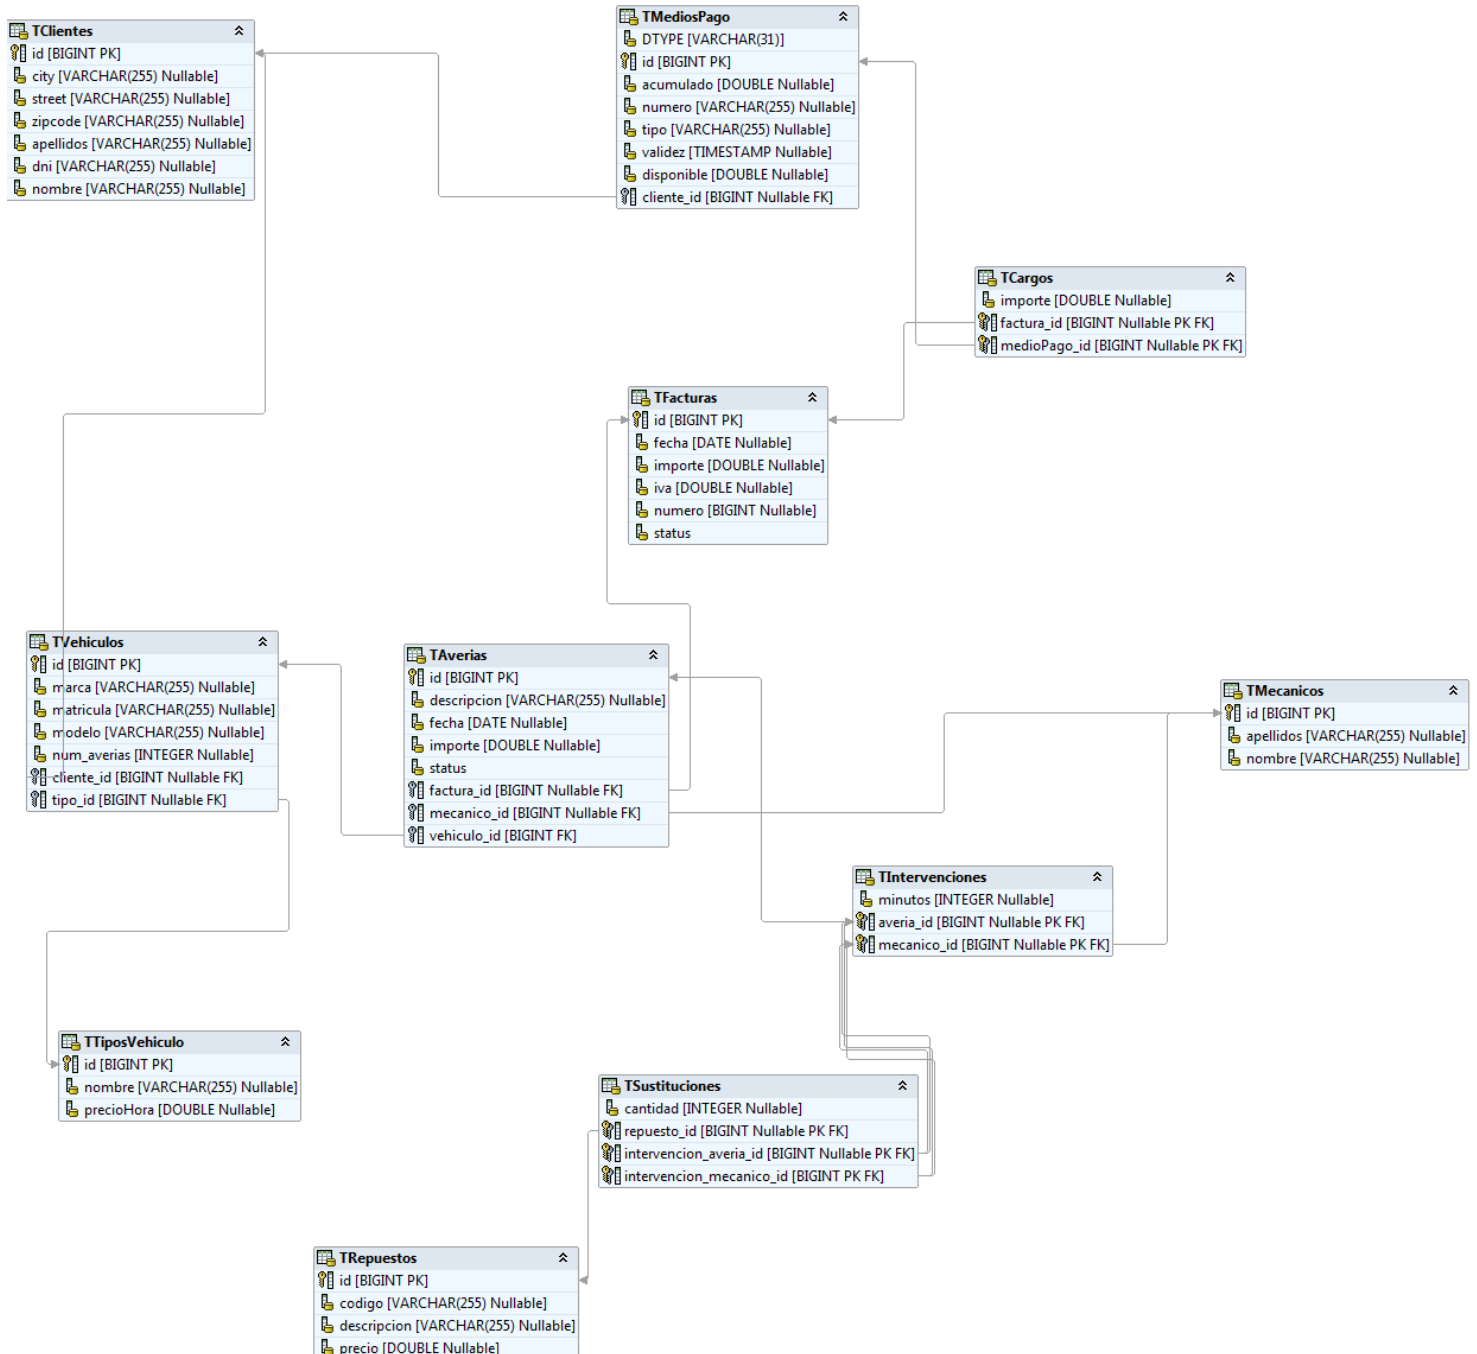 TClientes
id [BIGINT PK]
city [VARCHAR(255) Nullable]
street [VARCHAR(255) Nullable]
zipcode [VARCHAR(255) Nullable]
apellidos [VARCHAR(255) Nullable]
dni [VARCHAR(255) Nullable]
nombre [VARCHAR(255) Nullable]
TMediosPago
DTYPE [VARCHAR(31)]
id [BIGINT PK]
acumulado [DOUBLE Nullable]
numero [VARCHAR(255) Nullable]
tipo [VARCHAR(255) Nullable]
validez [TIMESTAMP Nullable]
disponible [DOUBLE Nullable]
cliente_id [BIGINT Nullable FK]
TCargos
importe [DOUBLE Nullable]
factura_id [BIGINT Nullable PK FK]
medioPago_id [BIGINT Nullable PK FK]
TFacturas
id [BIGINT PK]
fecha [DATE Nullable]
importe [DOUBLE Nullable]
iva [DOUBLE Nullable]
numero [BIGINT Nullable]
status
TVehiculos
id [BIGINT PK]
marca [VARCHAR(255) Nullable]
matricula [VARCHAR(255) Nullable]
modelo [VARCHAR(255) Nullable]
num_averias [INTEGER Nullable]
cliente_id [BIGINT Nullable FK]
tipo_id [BIGINT Nullable FK]
TAverias
id [BIGINT PK]
descripcion [VARCHAR(255) Nullable]
fecha [DATE Nullable]
importe [DOUBLE Nullable]
status
factura_id [BIGINT Nullable FK]
mecanico_id [BIGINT Nullable FK]
vehiculo_id [BIGINT FK]
TMecanicos
id [BIGINT PK]
apellidos [VARCHAR(255) Nullable]
nombre [VARCHAR(255) Nullable]
TIntervenciones
minutos [INTEGER Nullable]
averia_id [BIGINT Nullable PK FK]
mecanico_id [BIGINT Nullable PK FK]
TTiposVehiculo
id [BIGINT PK]
nombre [VARCHAR(255) Nullable]
precioHora [DOUBLE Nullable]
TSustituciones
cantidad [INTEGER Nullable]
repuesto_id [BIGINT Nullable PK FK]
intervencion_averia_id [BIGINT Nullable PK FK]
intervencion_mecanico_id [BIGINT PK FK]
TRepuestos
id [BIGINT PK]
codigo [VARCHAR(255) Nullable]
descripcion [VARCHAR(255) Nullable]
precio [DOUBLE Nullable]